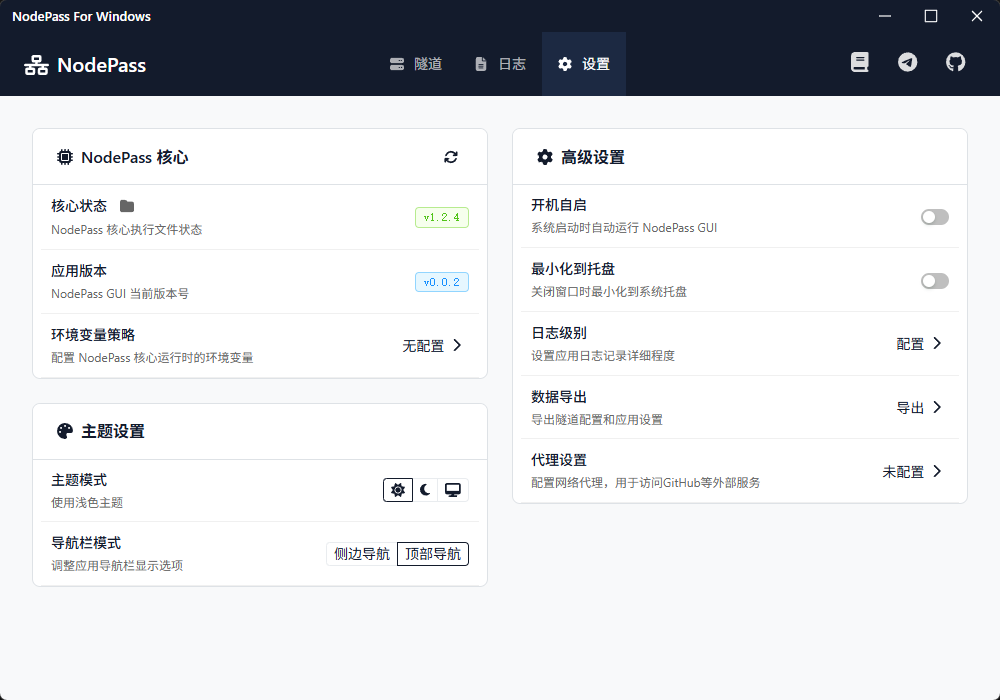 NodePass For Windows
NodePass
隧道
日志
设置
NodePass 核心
核心状态
v1.2.4
NodePass 核心执行文件状态
应用版本
v0.0.2
NodePass GUI 当前版本号
环境变量策略
无配置
配置 NodePass 核心运行时的环境变量
主题设置
主题模式
使用浅色主题
导航栏模式
侧边导航
顶部导航
调整应用导航栏显示选项
高级设置
开机自启
系统启动时自动运行 NodePass GUI
最小化到托盘
关闭窗口时最小化到系统托盘
日志级别
配置
设置应用日志记录详细程度
数据导出
导出
导出隧道配置和应用设置
代理设置
未配置
配置网络代理，用于访问GitHub等外部服务